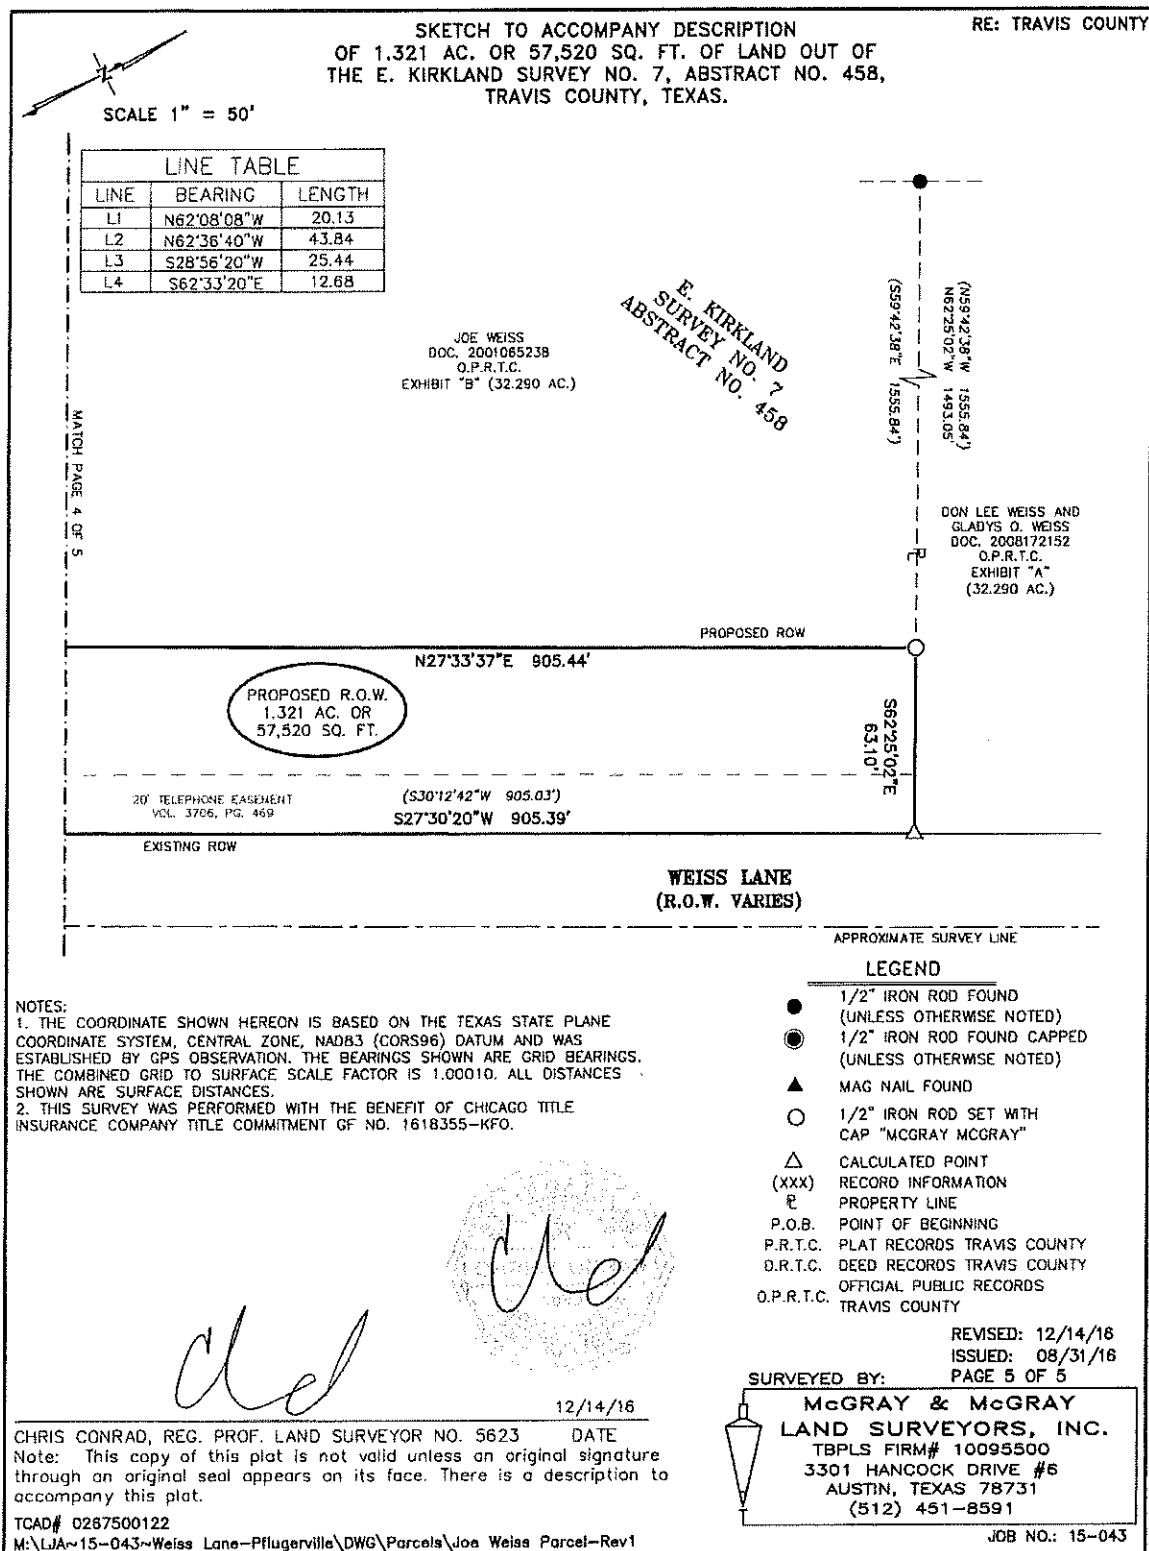 SKETCH TO ACCOMPANY DESCRIPTION
OF 1.321 AC. OR 57,520 SQ. FT. OF LAND OUT OF
THE E. KIRKLAND SURVEY NO. 7, ABSTRACT NO. 458,
TRAVIS COUNTY, TEXAS.
RE: TRAVIS COUNTY
SCALE 1" = 50'
LINE TABLE
LINE BEARING LENGTH
L1 N62°08'08"W 20.13
L2 N62°36'40"W 43.84
L3 S28°56'20"W 25.44
L4 S62°33'20"E 12.68
JOE WEISS
DOC. 2001065238
O.P.R.T.C.
EXHIBIT "B" (32.290 AC.)
E. KIRKLAND
SURVEY NO. 7
ABSTRACT NO. 458
(N59°42'38"W 1555.84')
N62°25'02"W 1493.05'
(S59°42'38"E 1555.84')
MATCH PAGE 4 OF 5
DON LEE WEISS AND
GLADYS O. WEISS
DOC. 2008172152
O.P.R.T.C.
EXHIBIT "A"
(32.290 AC.)
PROPOSED ROW
N27°33'37"E 905.44'
PROPOSED R.O.W.
1.321 AC. OR
57,520 SQ. FT.
S62°25'02"E
63.10'
20' TELEPHONE EASEMENT
VOL. 3706, PG. 469
(S30°12'42"W 905.03')
S27°30'20"W 905.39'
EXISTING ROW
WEISS LANE
(R.O.W. VARIES)
APPROXIMATE SURVEY LINE
LEGEND
1/2" IRON ROD FOUND
(UNLESS OTHERWISE NOTED)
1/2" IRON ROD FOUND CAPPED
(UNLESS OTHERWISE NOTED)
MAG NAIL FOUND
1/2" IRON ROD SET WITH
CAP "MCGRAY MCGRAY"
CALCULATED POINT
(XXX) RECORD INFORMATION
PROPERTY LINE
P.O.B. POINT OF BEGINNING
P.R.T.C. PLAT RECORDS TRAVIS COUNTY
D.R.T.C. DEED RECORDS TRAVIS COUNTY
O.P.R.T.C. OFFICIAL PUBLIC RECORDS
TRAVIS COUNTY
NOTES:
1. THE COORDINATE SHOWN HEREON IS BASED ON THE TEXAS STATE PLANE
COORDINATE SYSTEM, CENTRAL ZONE, NAD83 (CORS96) DATUM AND WAS
ESTABLISHED BY GPS OBSERVATION. THE BEARINGS SHOWN ARE GRID BEARINGS.
THE COMBINED GRID TO SURFACE SCALE FACTOR IS 1.00010. ALL DISTANCES
SHOWN ARE SURFACE DISTANCES.
2. THIS SURVEY WAS PERFORMED WITH THE BENEFIT OF CHICAGO TITLE
INSURANCE COMPANY TITLE COMMITMENT GF NO. 1618355-KFO.
REVISED: 12/14/16
ISSUED: 08/31/16
PAGE 5 OF 5
SURVEYED BY:
McGRAY & McGRAY
LAND SURVEYORS, INC.
TBPLS FIRM# 10095500
3301 HANCOCK DRIVE #6
AUSTIN, TEXAS 78731
(512) 451-8591
JOB NO.: 15-043
12/14/16
CHRIS CONRAD, REG. PROF. LAND SURVEYOR NO. 5623 DATE
Note: This copy of this plat is not valid unless an original signature
through an original seal appears on its face. There is a description to
accompany this plat.
TCAD# 0267500122
M:\LJA~15-043~Weiss Lane-Pflugerville\DWG\Parcels\Joe Weiss Parcel-Rev1